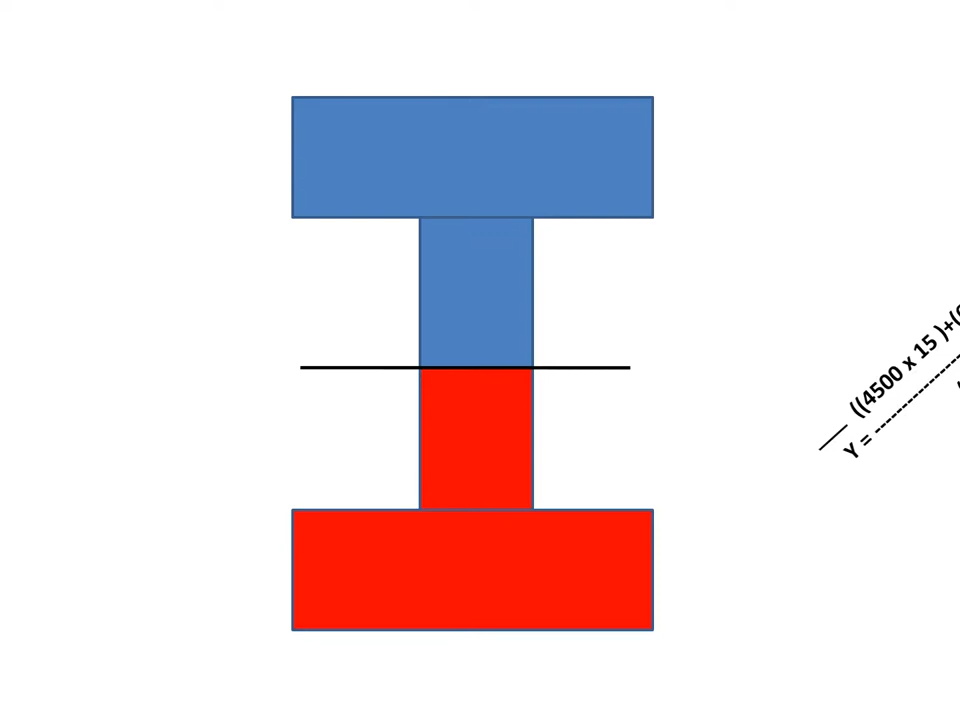 ((4500 x 15 )+(
Y = --------------